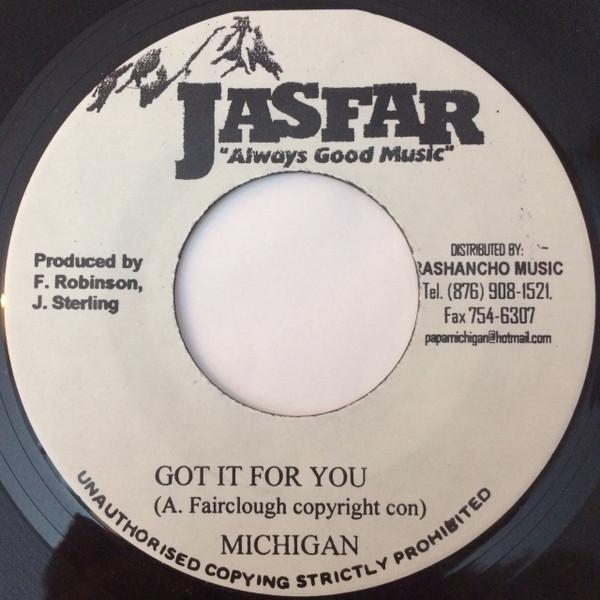 JASFAR
"Always Good Music"
Produced by
F. Robinson,
J. Sterling
DISTRIBUTED BY:
RASHANCHO MUSIC
Tel. (876) 908-1521,
Fax 754-6307
papamichigan@hotmail.com
GOT IT FOR YOU
(A. Fairclough copyright con)
MICHIGAN
UNAUTHORISED COPYING STRICTLY PROHIBITED